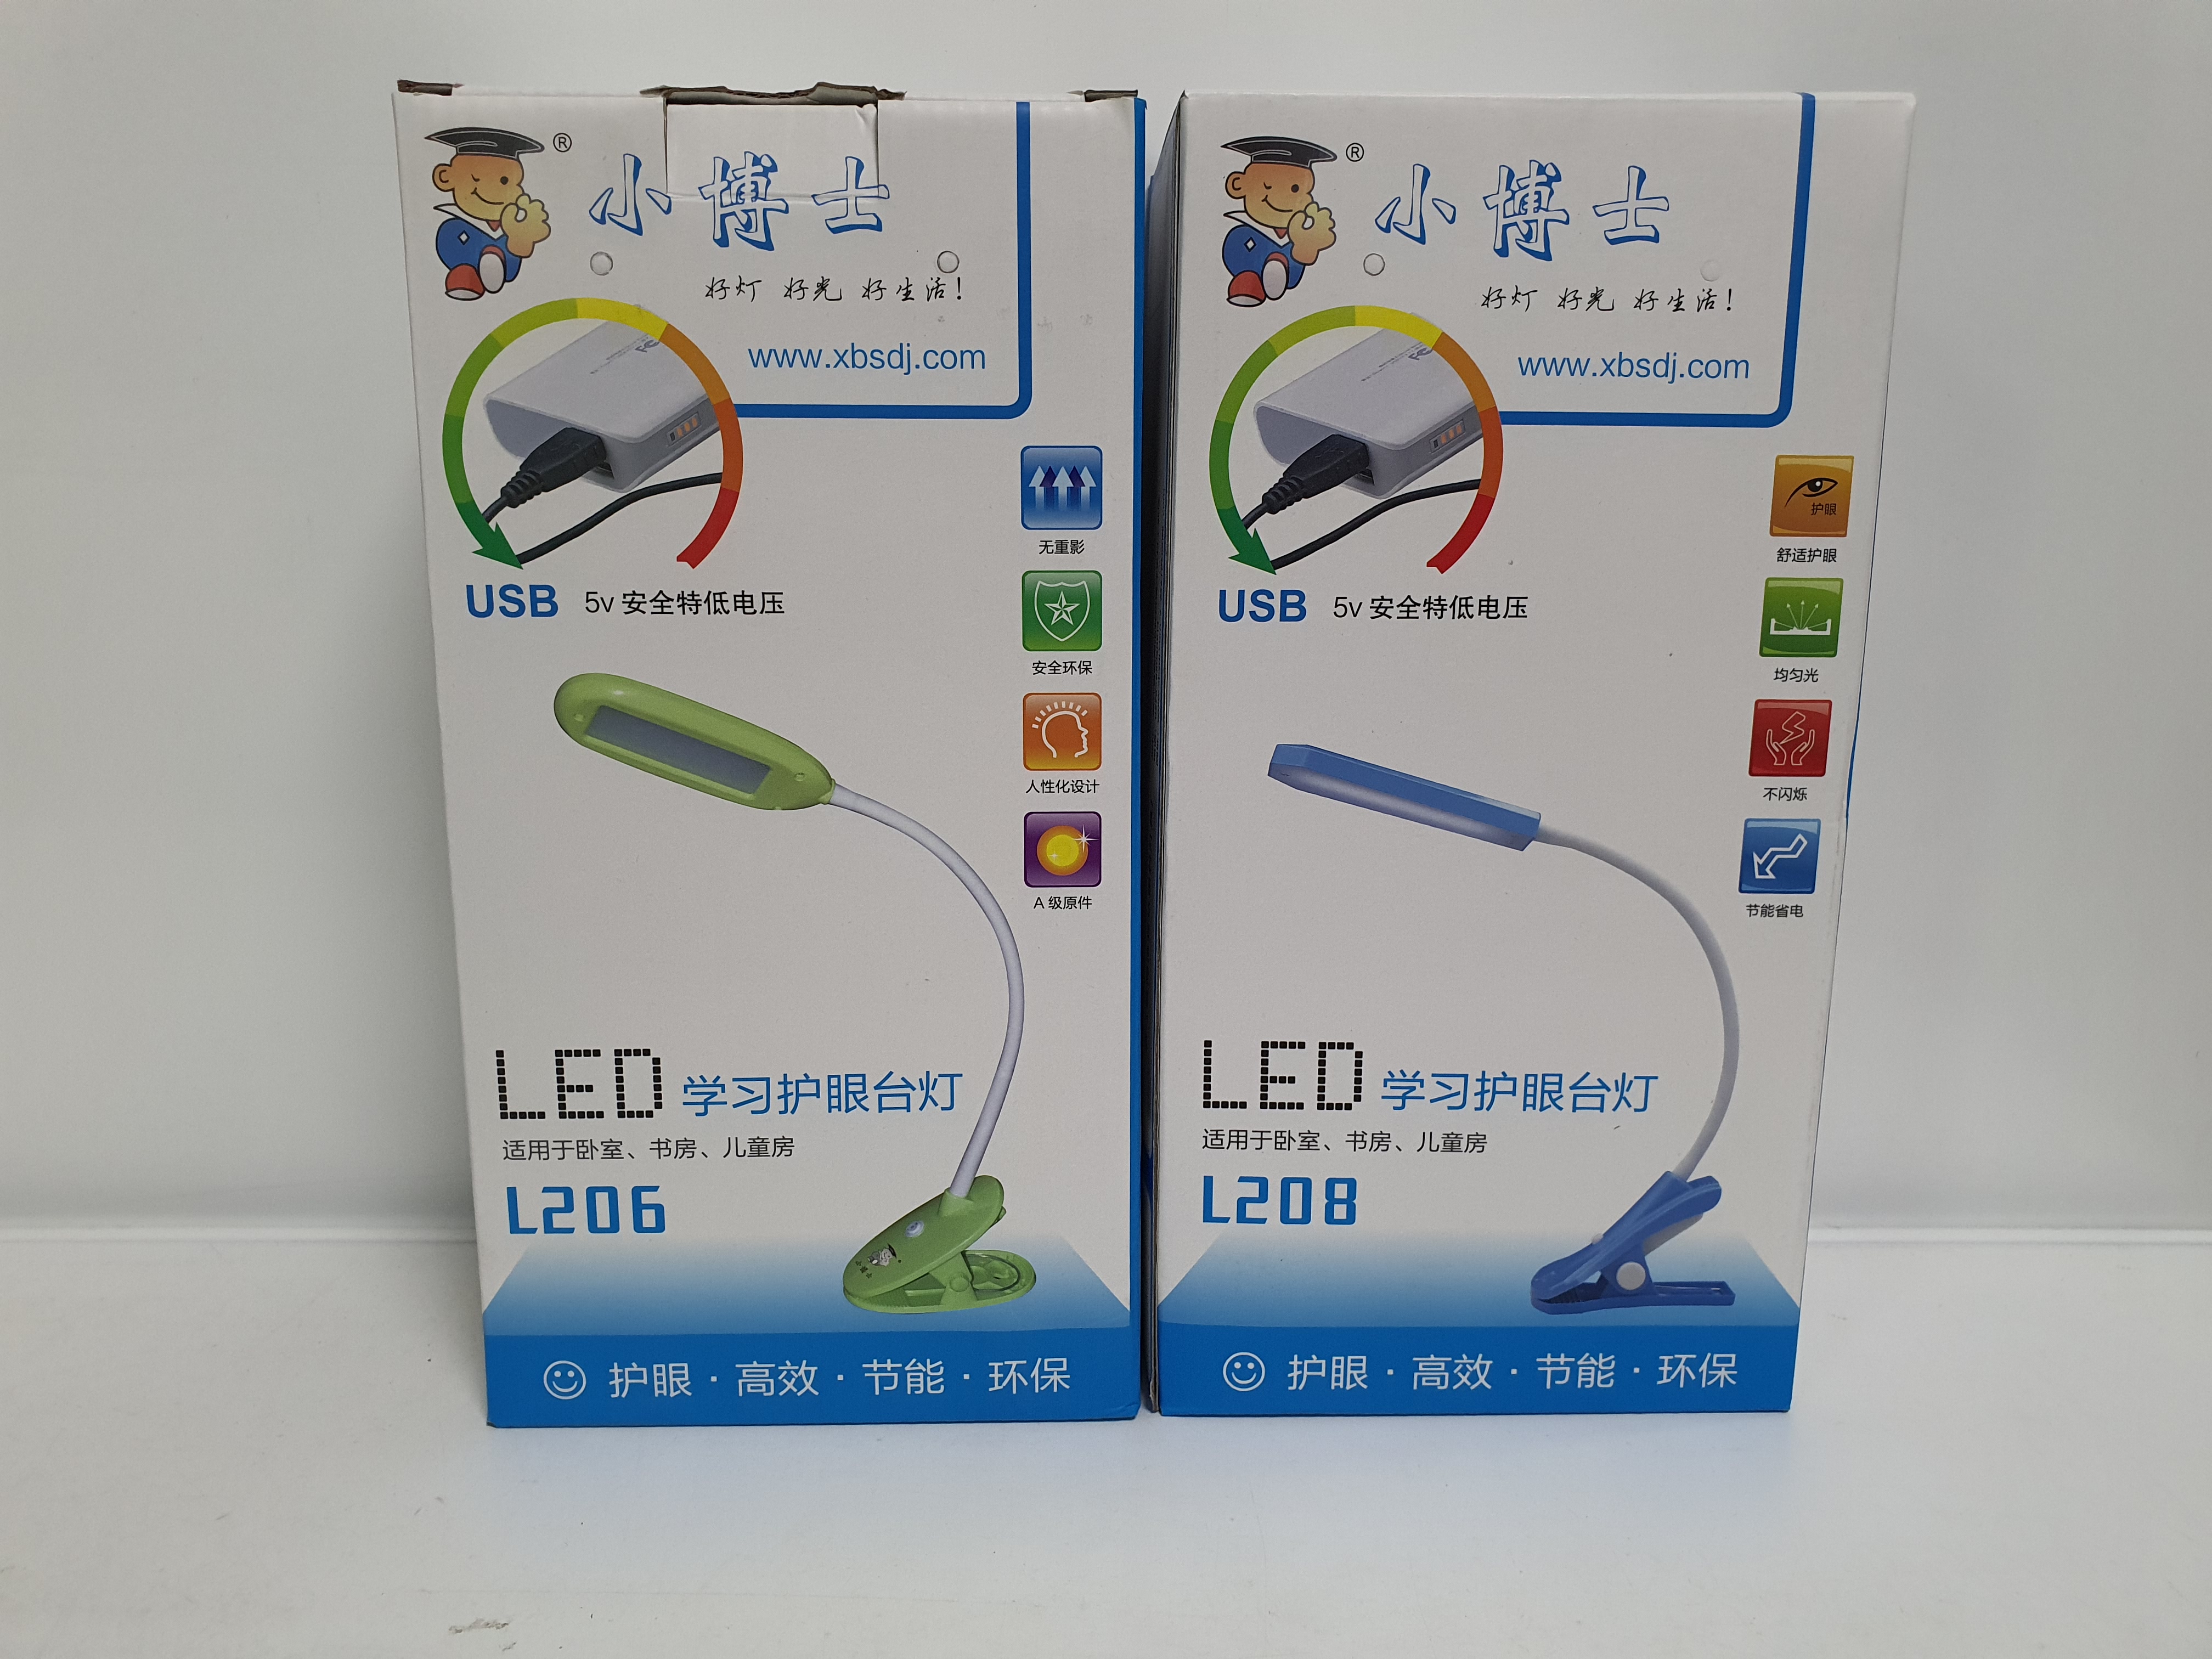 ®
小博士
好灯 好光 好生活!
www.xbsdj.com
无重影
USB 5v 安全特低电压
安全环保
人性化设计
A 级原件
LED 学习护眼台灯
适用于卧室、书房、儿童房
L206
护眼·高效·节能·环保
®
小博士
好灯 好光 好生活!
www.xbsdj.com
护眼
舒适护眼
USB 5v 安全特低电压
均匀光
不闪烁
节能省电
LED 学习护眼台灯
适用于卧室、书房、儿童房
L208
护眼·高效·节能·环保